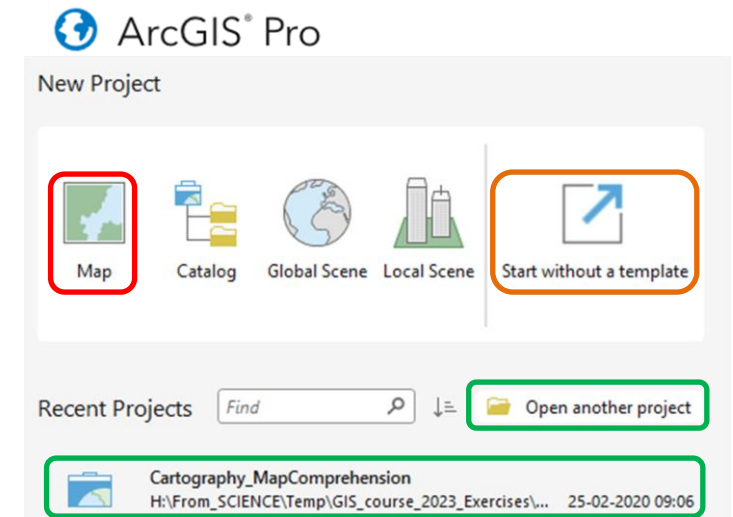 ArcGIS® Pro
New Project
Map Catalog Global Scene Local Scene Start without a template
Recent Projects Find Open another project
Cartography_MapComprehension
H:\From_SCIENCE\Temp\GIS_course_2023_Exercises\... 25-02-2020 09:06